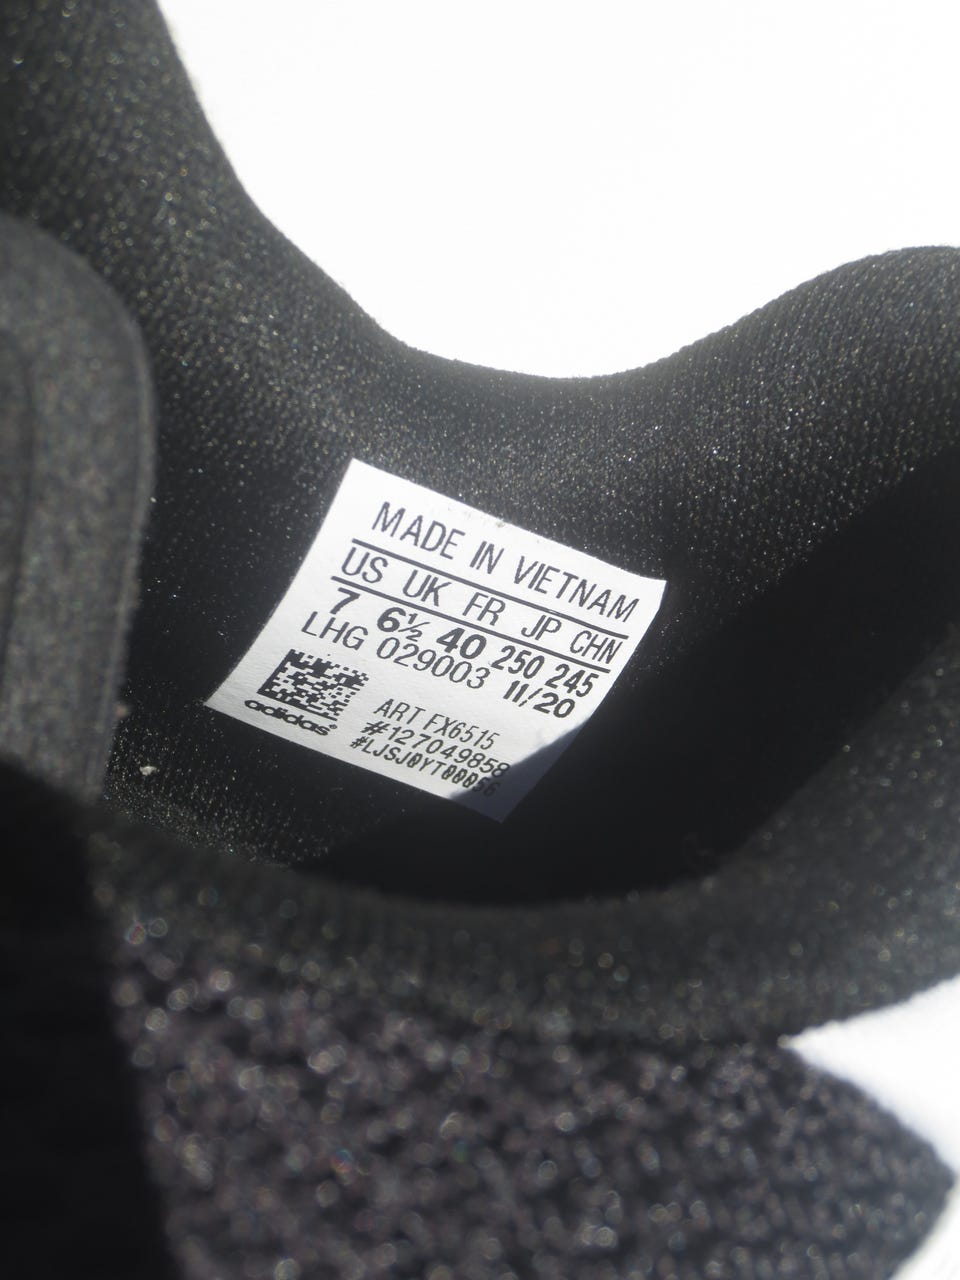 MADE IN VIETNAM
US UK FR JP CHN
7 6½ 40 250 245
LHG 029003 11/20
ART FX6515
#127049858
#LJSJ0YT00056
adidas